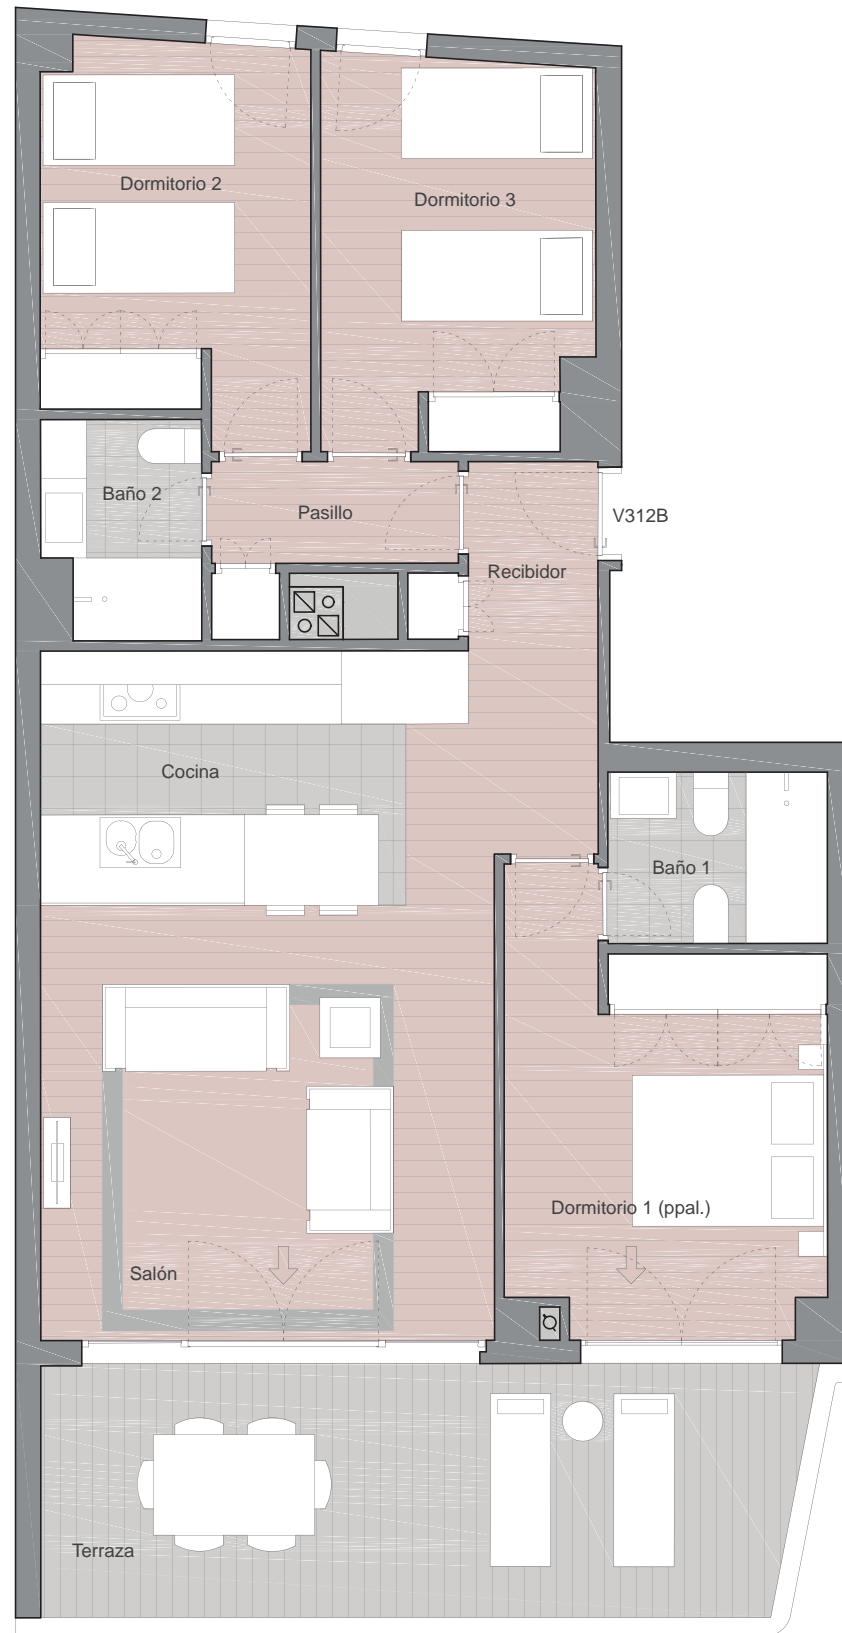 Dormitorio 2
Dormitorio 3
Baño 2
Pasillo
V312B
Recibidor
Cocina
Baño 1
Dormitorio 1 (ppal.)
Salón
Terraza